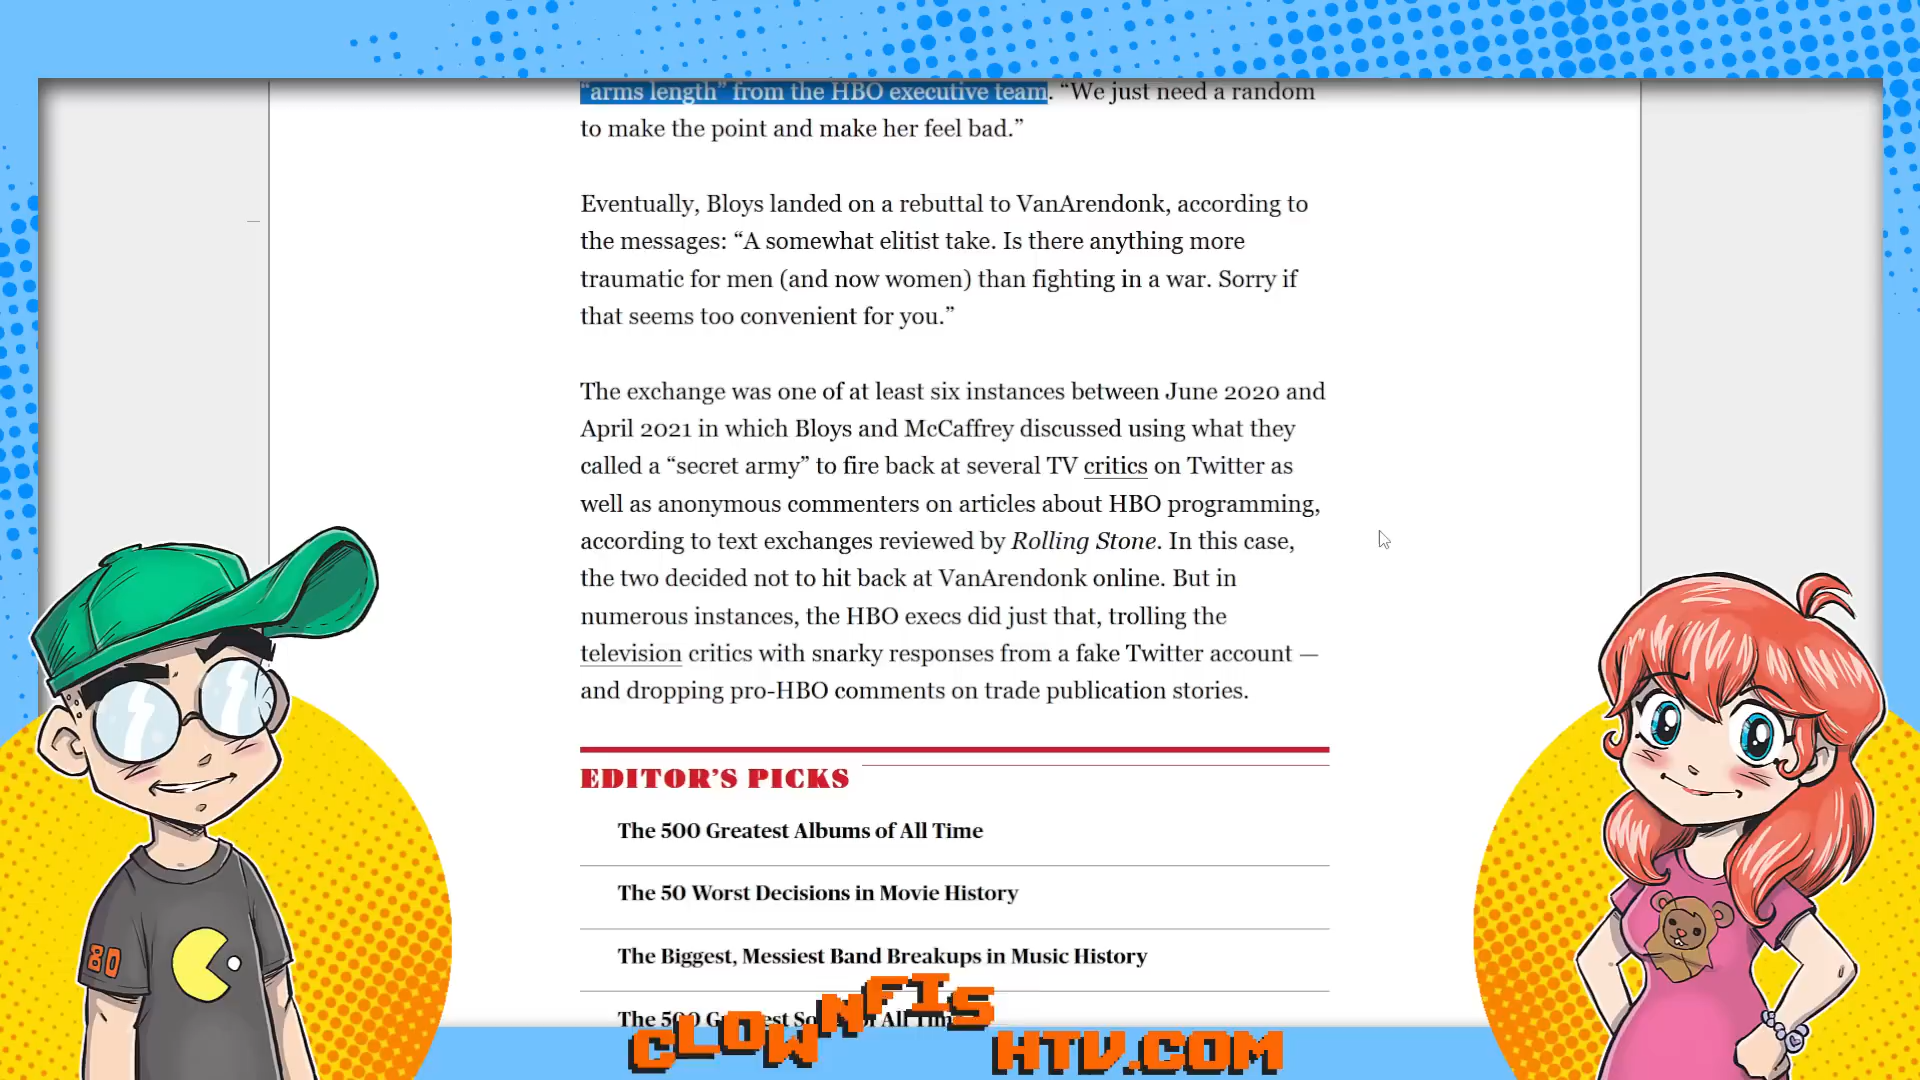 “arms length” from the HBO executive team. “We just need a random
to make the point and make her feel bad.”
Eventually, Bloys landed on a rebuttal to VanArendonk, according to
the messages: “A somewhat elitist take. Is there anything more
traumatic for men (and now women) than fighting in a war. Sorry if
that seems too convenient for you.”
The exchange was one of at least six instances between June 2020 and
April 2021 in which Bloys and McCaffrey discussed using what they
called a “secret army” to fire back at several TV critics on Twitter as
well as anonymous commenters on articles about HBO programming,
according to text exchanges reviewed by Rolling Stone. In this case,
the two decided not to hit back at VanArendonk online. But in
numerous instances, the HBO execs did just that, trolling the
television critics with snarky responses from a fake Twitter account —
and dropping pro-HBO comments on trade publication stories.
EDITOR’S PICKS
The 500 Greatest Albums of All Time
The 50 Worst Decisions in Movie History
The Biggest, Messiest Band Breakups in Music History
The 500 of All
80
CLOWNFISHTV.COM